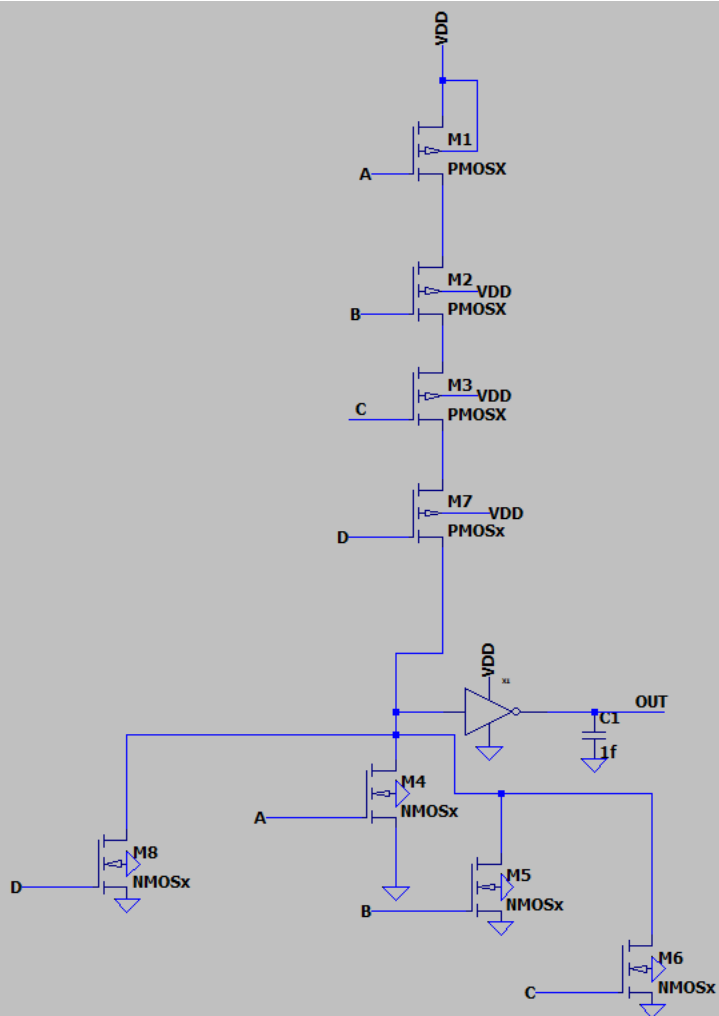 VDD
M1
A
PMOSX
M2
VDD
B
PMOSX
M3
VDD
C
PMOSX
M7
VDD
D
PMOSx
VDD
X1
OUT
C1
1f
M4
A
NMOSx
M8
D
NMOSx
M5
B
NMOSx
M6
C
NMOSx